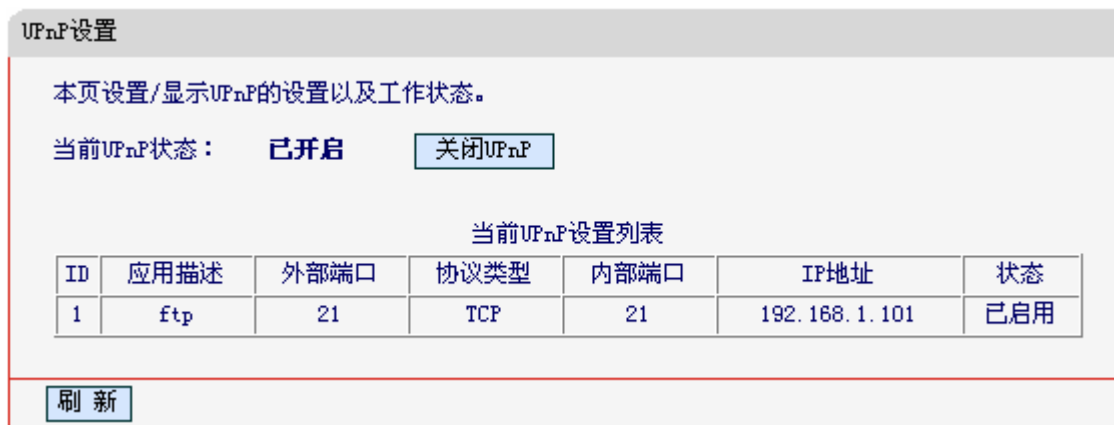 UPnP设置
本页设置/显示UPnP的设置以及工作状态。
当前UPnP状态： 已开启 关闭UPnP
当前UPnP设置列表
ID 应用描述 外部端口 协议类型 内部端口 IP地址 状态
1 ftp 21 TCP 21 192.168.1.101 已启用
刷 新